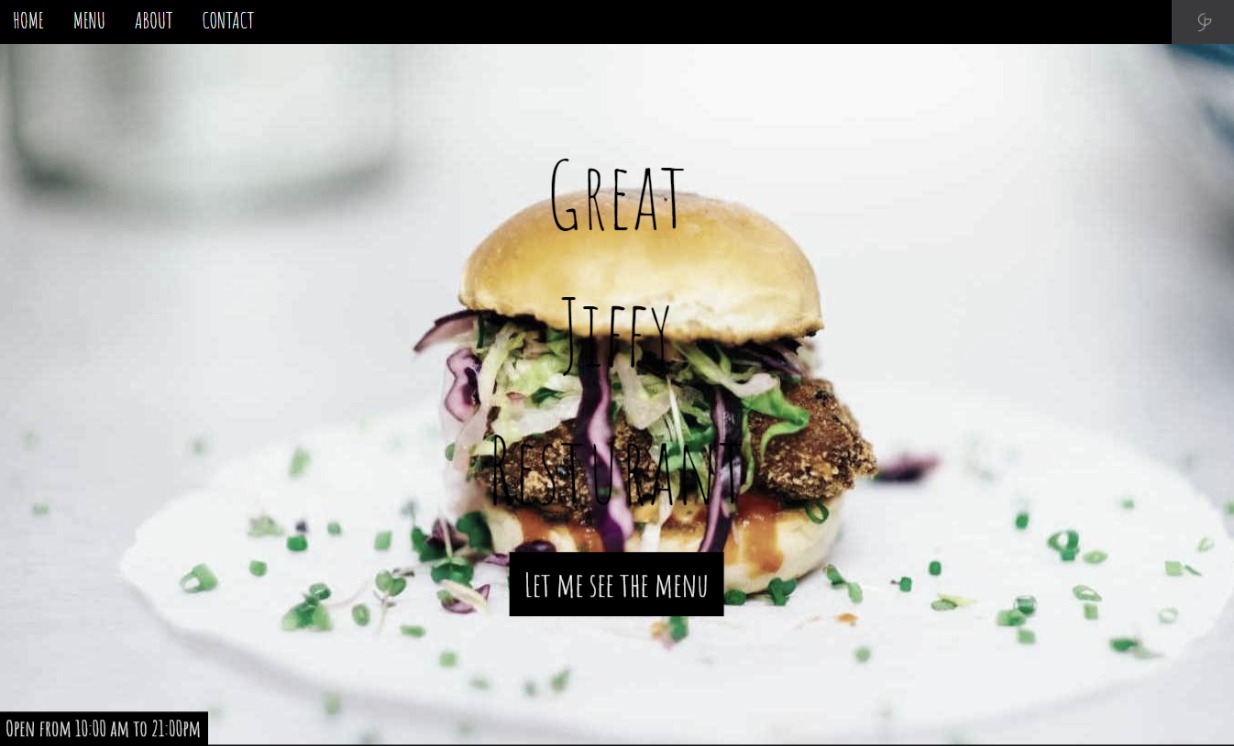 HOME MENU ABOUT CONTACT
GREAT
JIFFY
RESTURANT
LET ME SEE THE MENU
OPEN FROM 10:00 AM TO 21:00PM